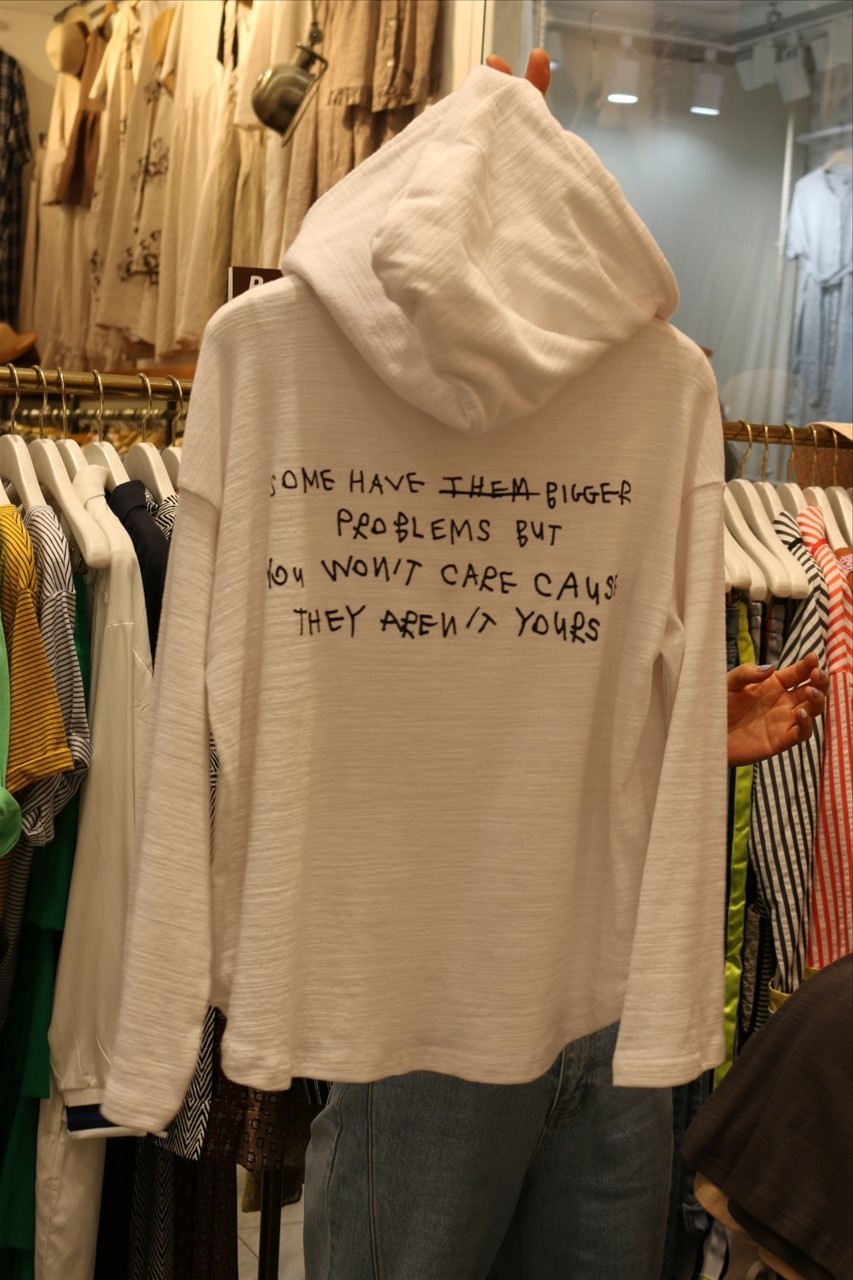 SOME HAVE THEM BIGGER
PROBLEMS BUT
YOU WON'T CARE CAUSE
THEY AREN'T YOURS